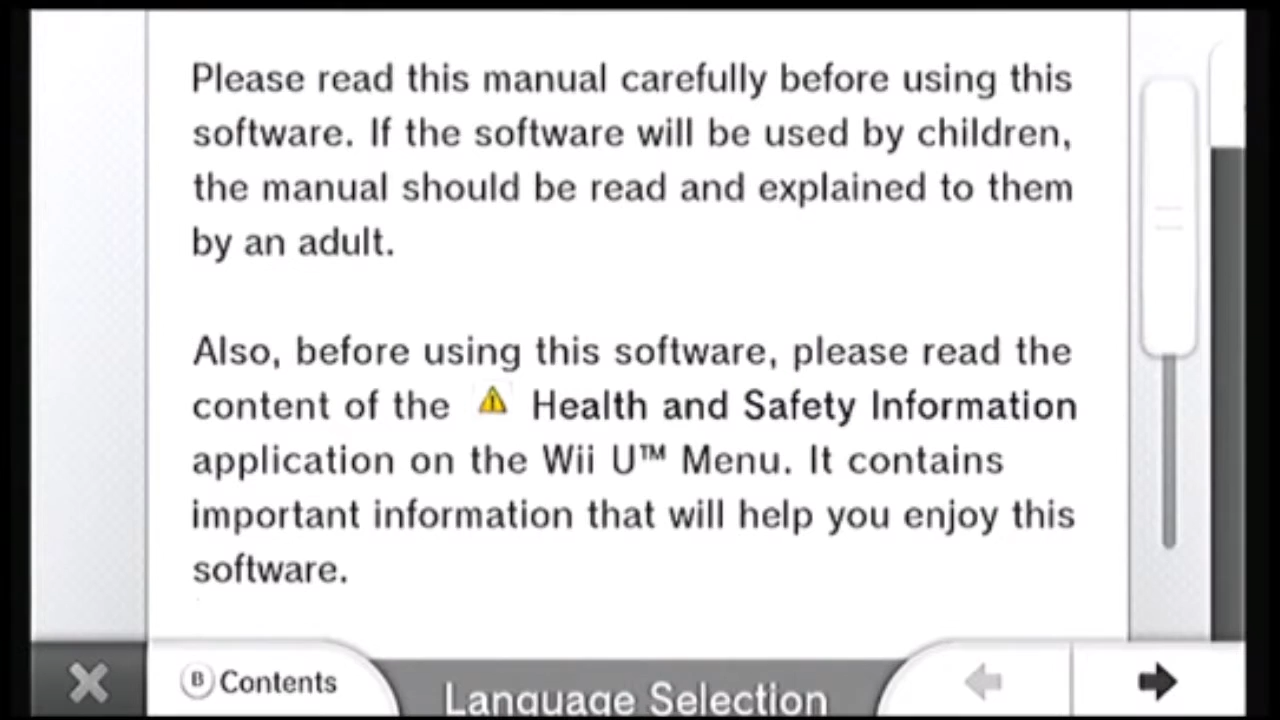 Please read this manual carefully before using this
software. If the software will be used by children,
the manual should be read and explained to them
by an adult.
Also, before using this software, please read the
content of the Health and Safety Information
application on the Wii U™ Menu. It contains
important information that will help you enjoy this
software.
B Contents
Language Selection